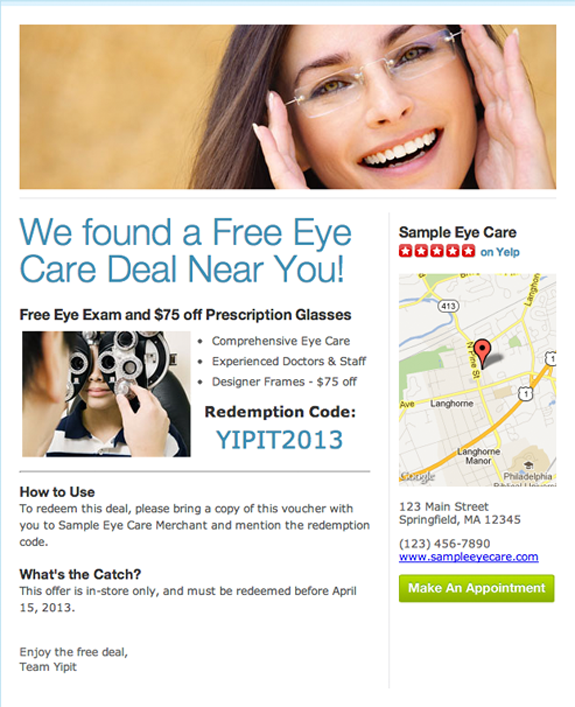 We found a Free Eye
Care Deal Near You!
Free Eye Exam and $75 off Prescription Glasses
• Comprehensive Eye Care
• Experienced Doctors & Staff
• Designer Frames - $75 off
Redemption Code:
YIPIT2013
How to Use
To redeem this deal, please bring a copy of this voucher with
you to Sample Eye Care Merchant and mention the redemption
code.
What's the Catch?
This offer is in-store only, and must be redeemed before April
15, 2013.
Enjoy the free deal,
Team Yipit
Sample Eye Care
on Yelp
413
N Pine St
1
1
Ave
Langhorne
Langhorne
Manor
Google
Philadelphia
123 Main Street
Springfield, MA 12345
(123) 456-7890
www.sampleeyecare.com
Make An Appointment